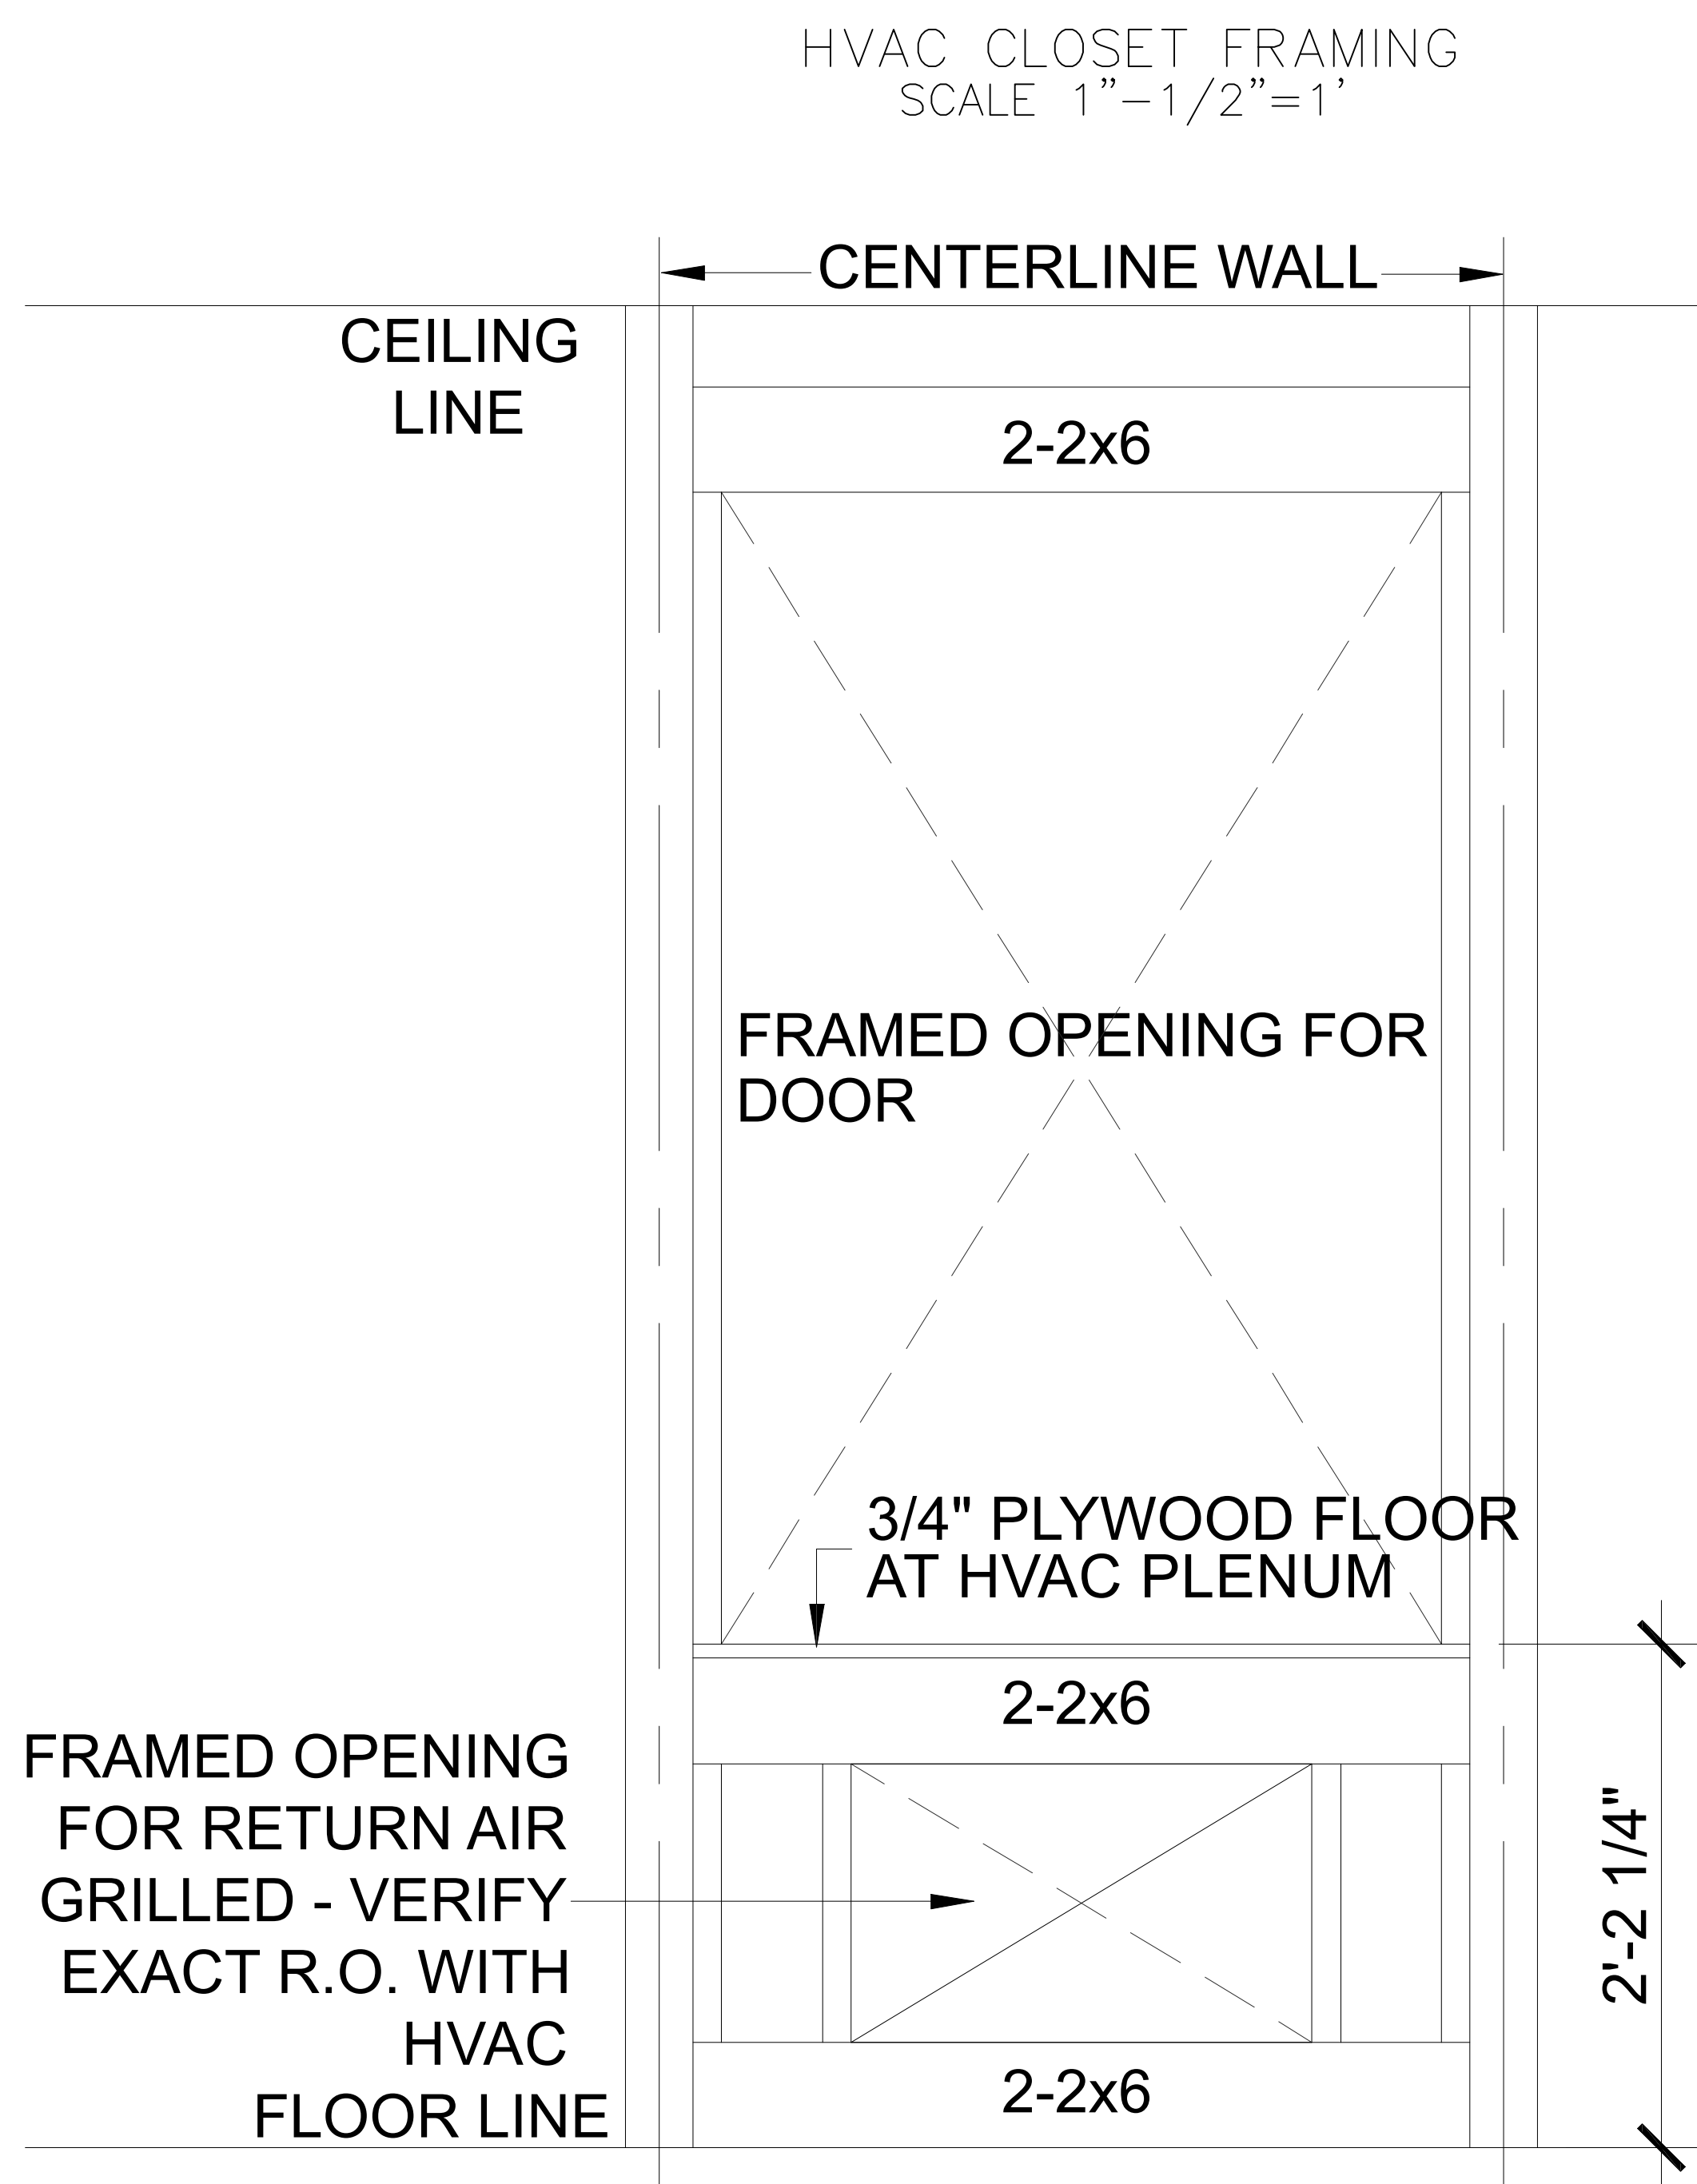 HVAC CLOSET FRAMING
SCALE 1"-1/2"=1'
CENTERLINE WALL
CEILING
LINE
2-2x6
FRAMED OPENING FOR
DOOR
3/4" PLYWOOD FLOOR
AT HVAC PLENUM
2-2x6
FRAMED OPENING
FOR RETURN AIR
GRILLED - VERIFY
EXACT R.O. WITH
HVAC
2'-2 1/4"
2-2x6
FLOOR LINE